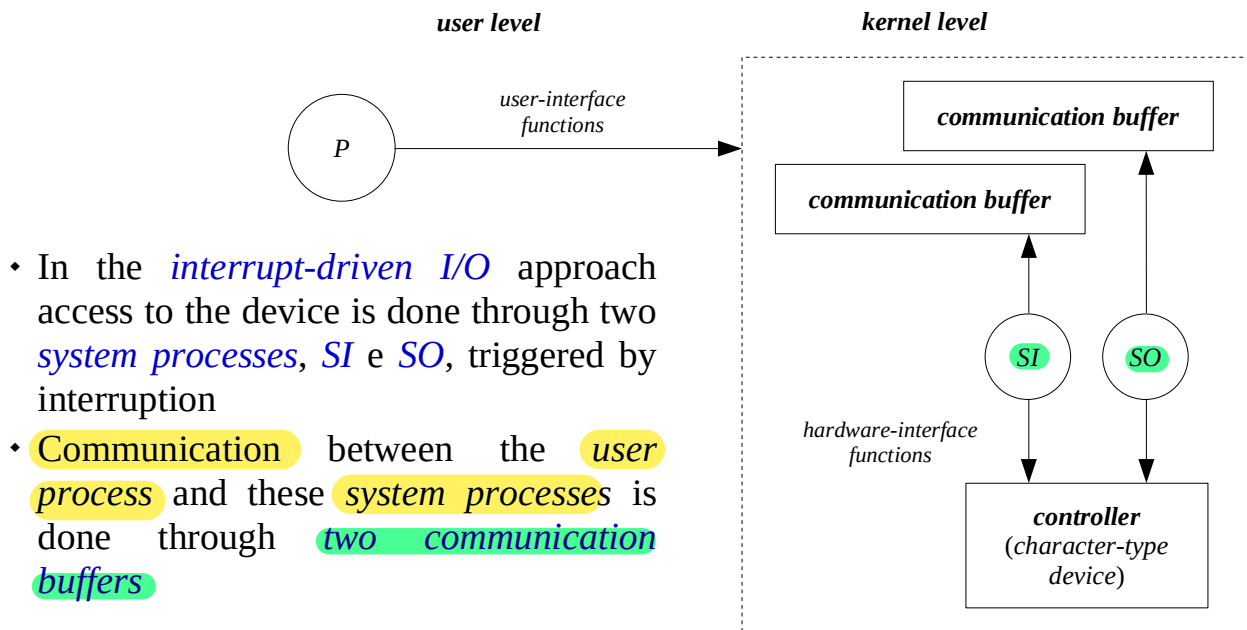 user level
kernel level
user-interface
functions
P
communication buffer
communication buffer
⬥ In the interrupt-driven I/O approach
access to the device is done through two
system processes, SI e SO, triggered by
interruption
⬥ Communication between the user
process and these system processes is
done through two communication
buffers
SI
SO
hardware-interface
functions
controller
(character-type
device)